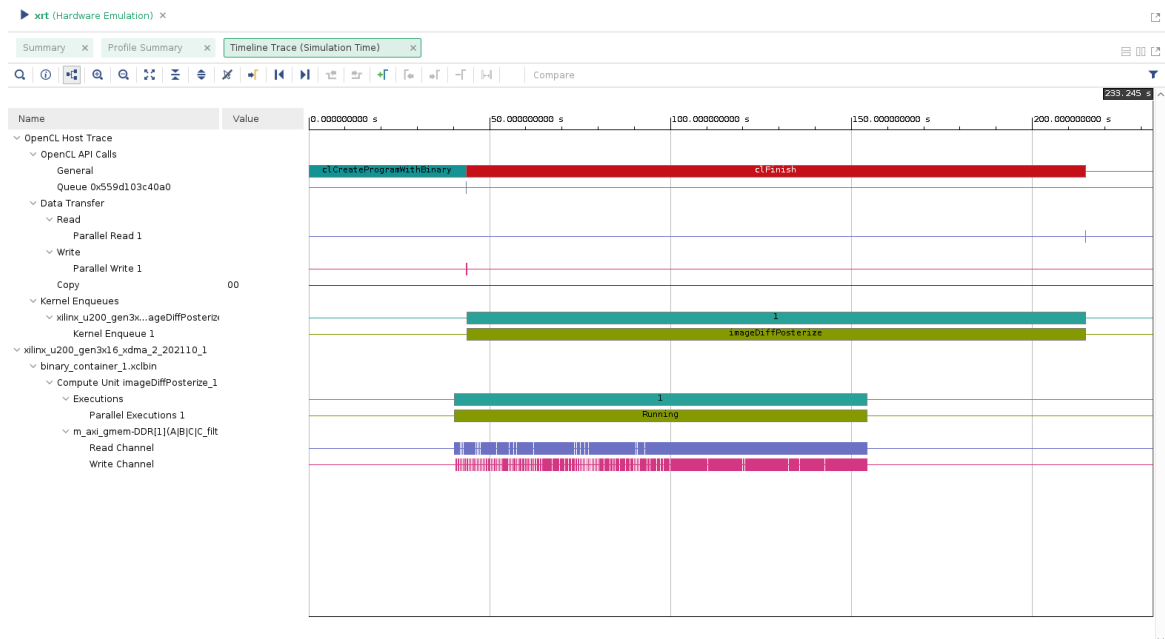 xrt (Hardware Emulation) ×
Summary × Profile Summary × Timeline Trace (Simulation Time) ×
Compare
233.245 s
Name Value 0.000000000 s 50.000000000 s 100.000000000 s 150.000000000 s 200.000000000 s
OpenCL Host Trace
OpenCL API Calls
General clCreateProgramWithBinary clFinish
Queue 0x559d103c40a0
Data Transfer
Read
Parallel Read 1
Write
Parallel Write 1
Copy 00
Kernel Enqueues
xilinx_u200_gen3x...ageDiffPosteriz 1
Kernel Enqueue 1 imageDiffPosterize
xilinx_u200_gen3x16_xdma_2_202110_1
binary_container_1.xclbin
Compute Unit imageDiffPosterize_1
Executions 1
Parallel Executions 1 Running
m_axi_gmem-DDR[1](A|B|C|C_filt
Read Channel
Write Channel